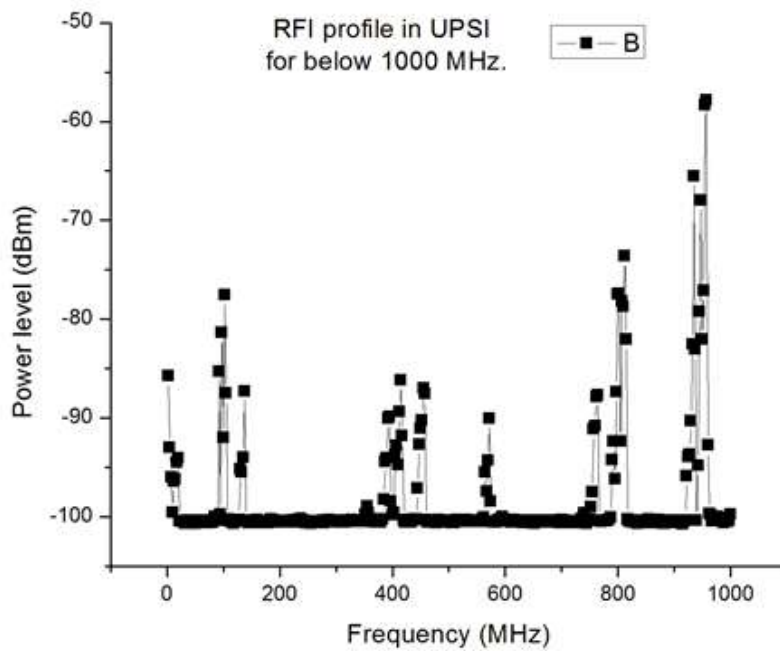 RFI profile in UPSI
for below 1000 MHz.
B
-50
-60
-70
-80
-90
-100
Power level (dBm)
0 200 400 600 800 1000
Frequency (MHz)